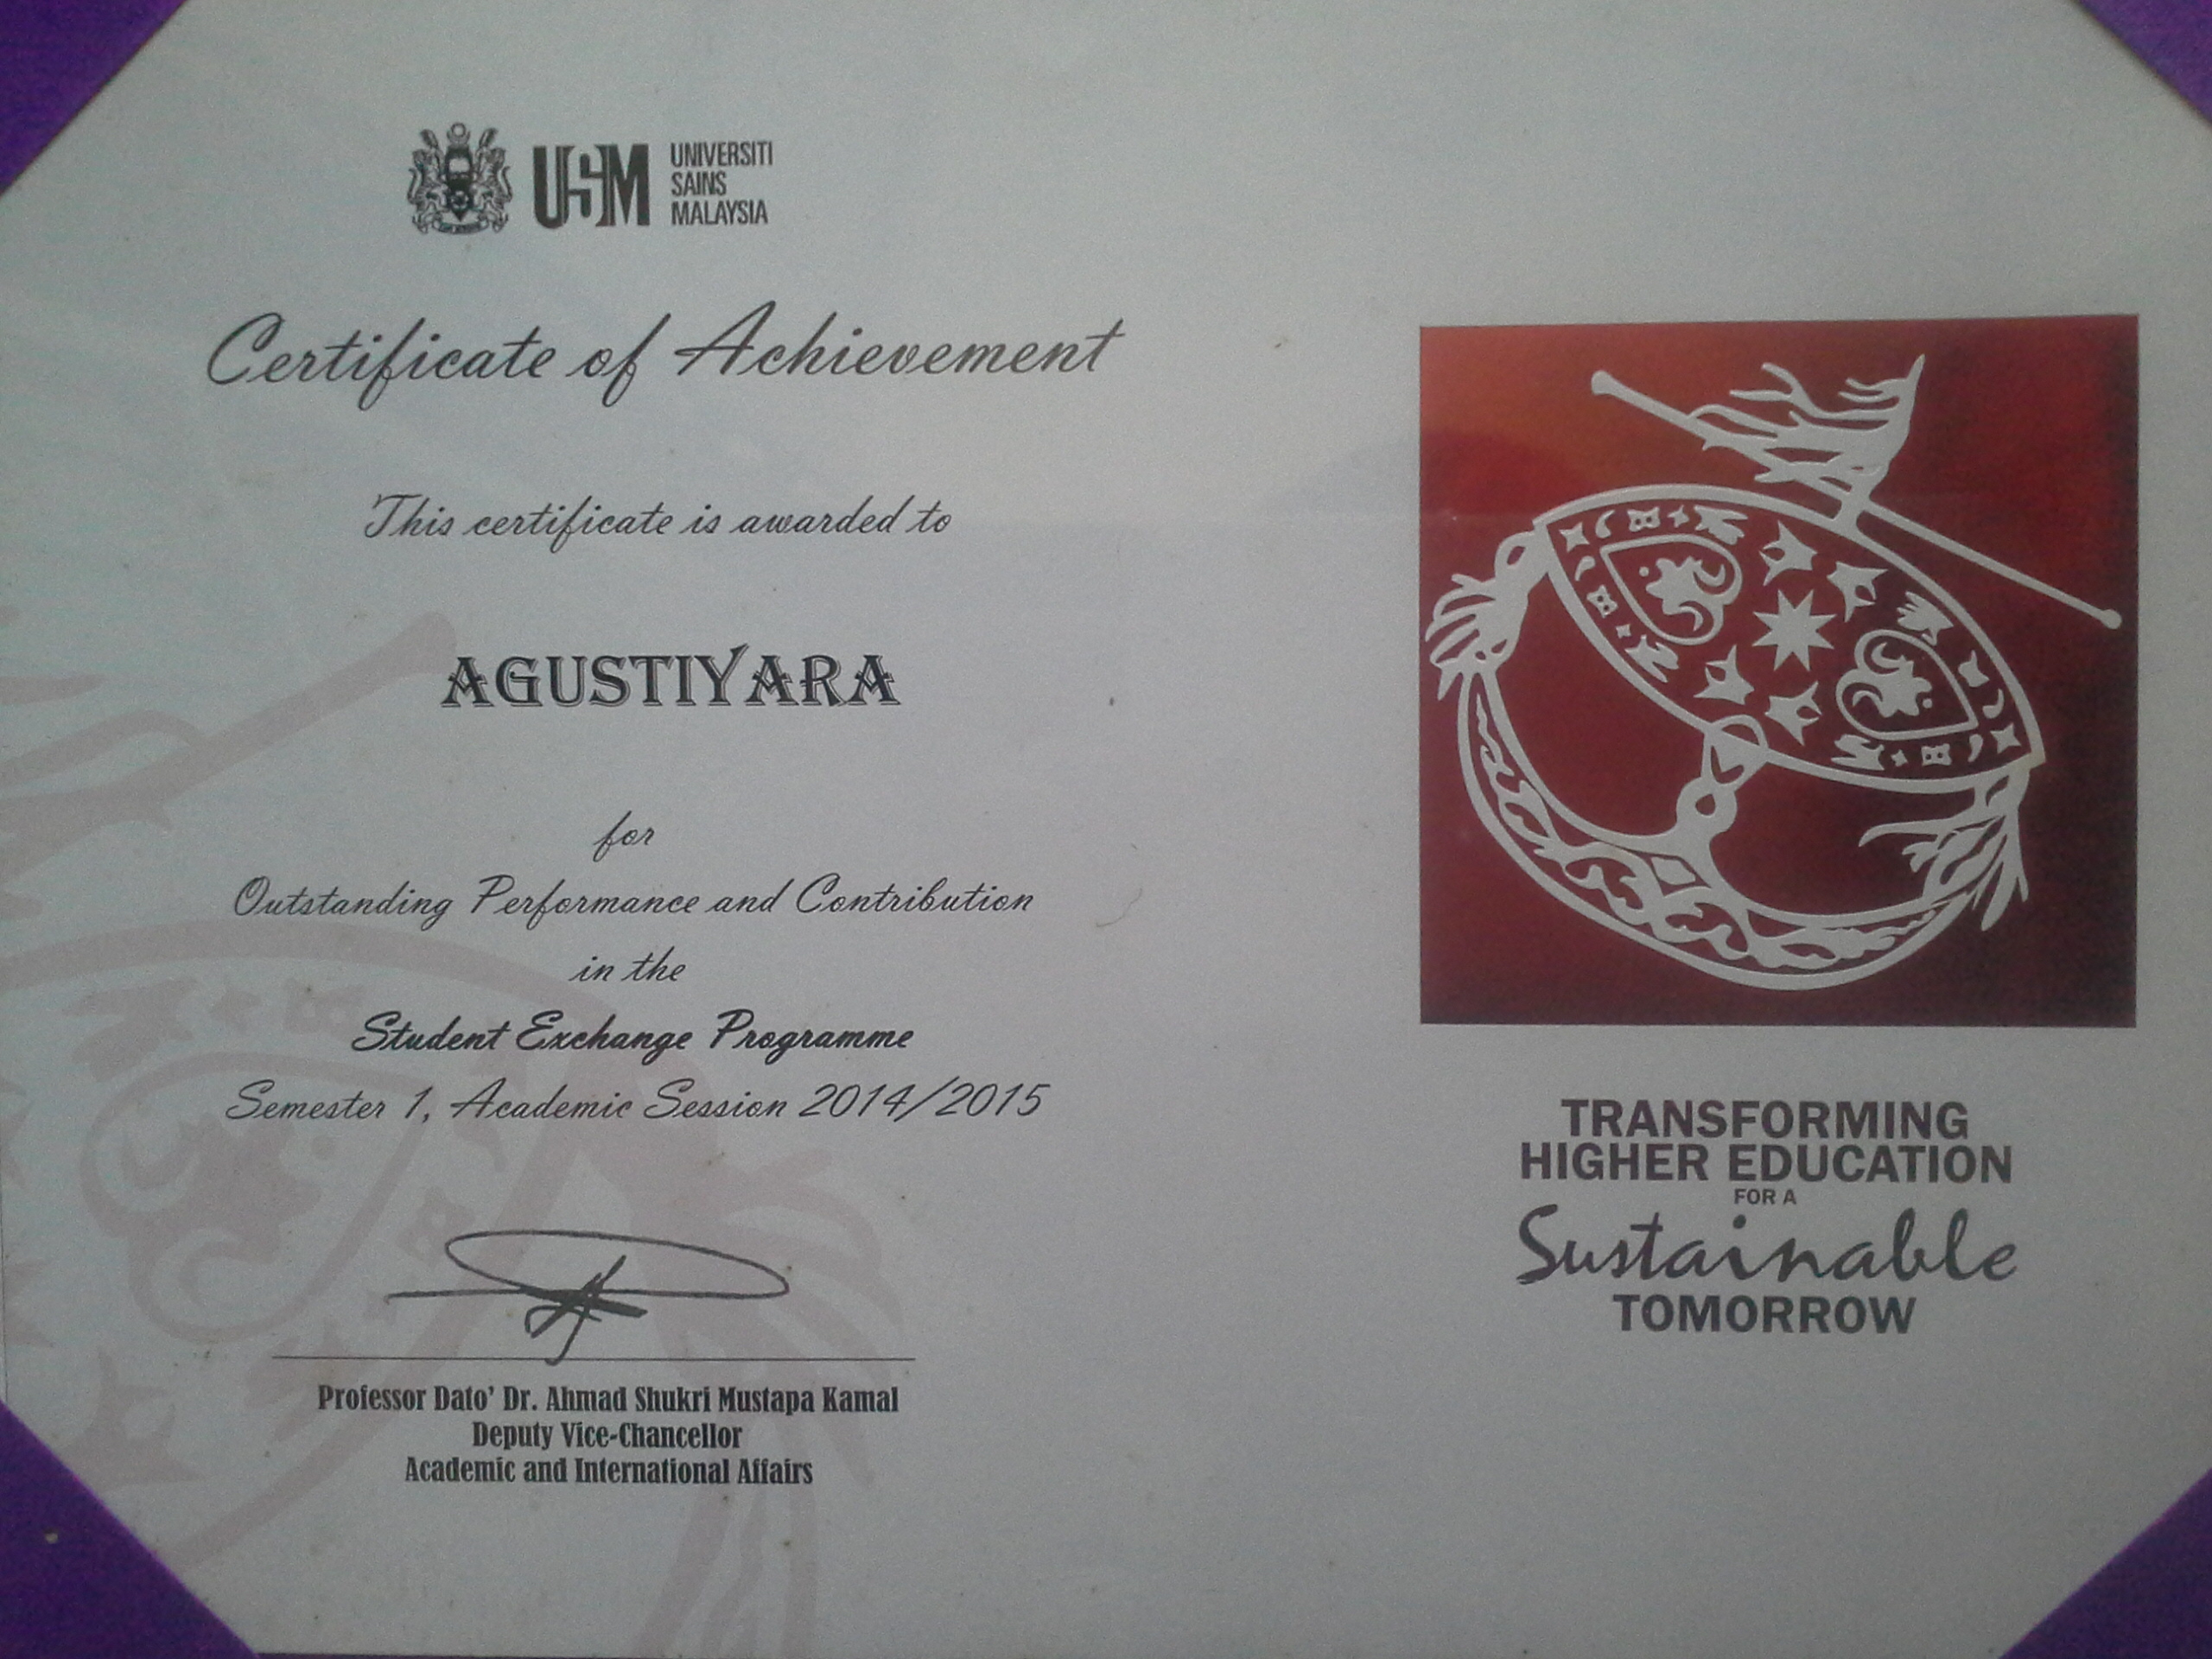 USM
UNIVERSITI
SAINS
MALAYSIA
Certificate of Achievement
This certificate is awarded to
AGUSTIYARA
for
Outstanding Performance and Contribution
in the
Student Exchange Programme
Semester 1, Academic Session 2014/2015
Professor Dato' Dr. Ahmad Shukri Mustapa Kamal
Deputy Vice-Chancellor
Academic and International Affairs
TRANSFORMING
HIGHER EDUCATION
FOR A
Sustainable
TOMORROW